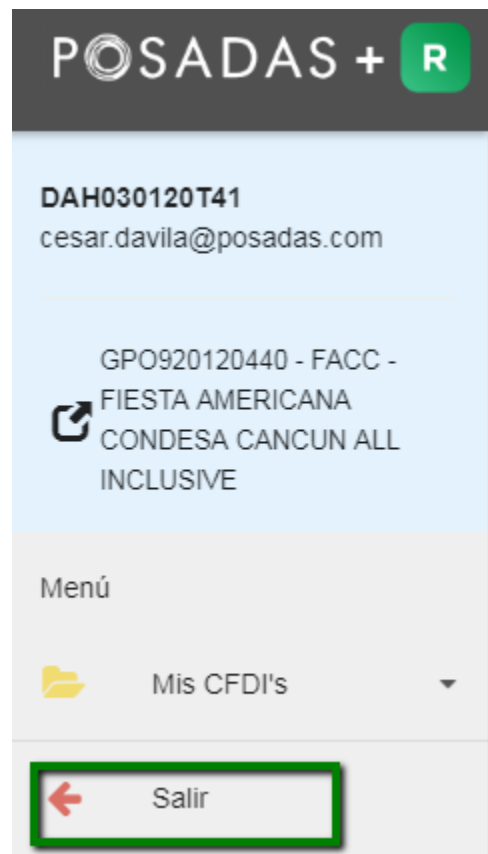 POSADAS + R
DAH030120T41
cesar.davila@posadas.com
GPO920120440 - FACC -
FIESTA AMERICANA
CONDESA CANCUN ALL
INCLUSIVE
Menú
Mis CFDI's
Salir